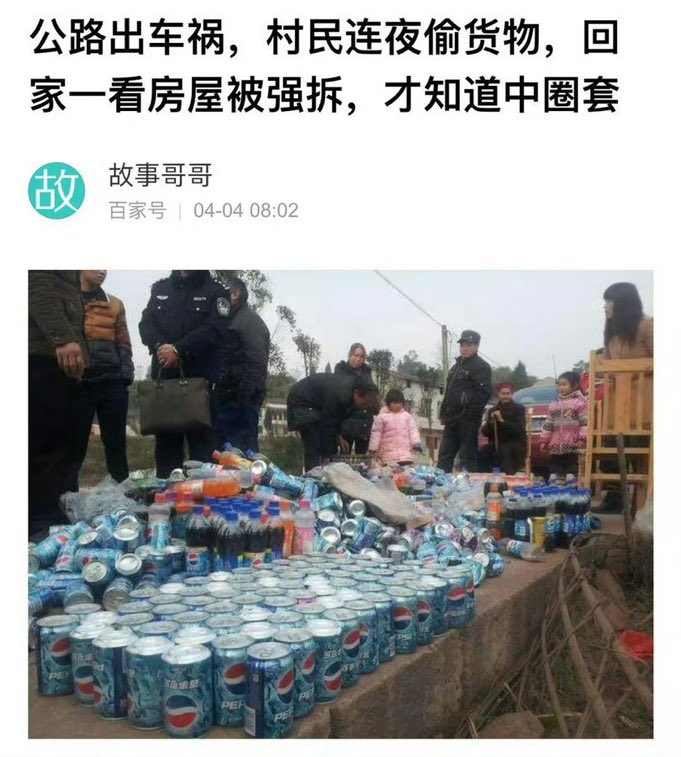 公路出车祸，村民连夜偷货物，回
家一看房屋被强拆，才知道中圈套
故
故事哥哥
百家号 | 04-04 08:02
PEPSI
PEPSI